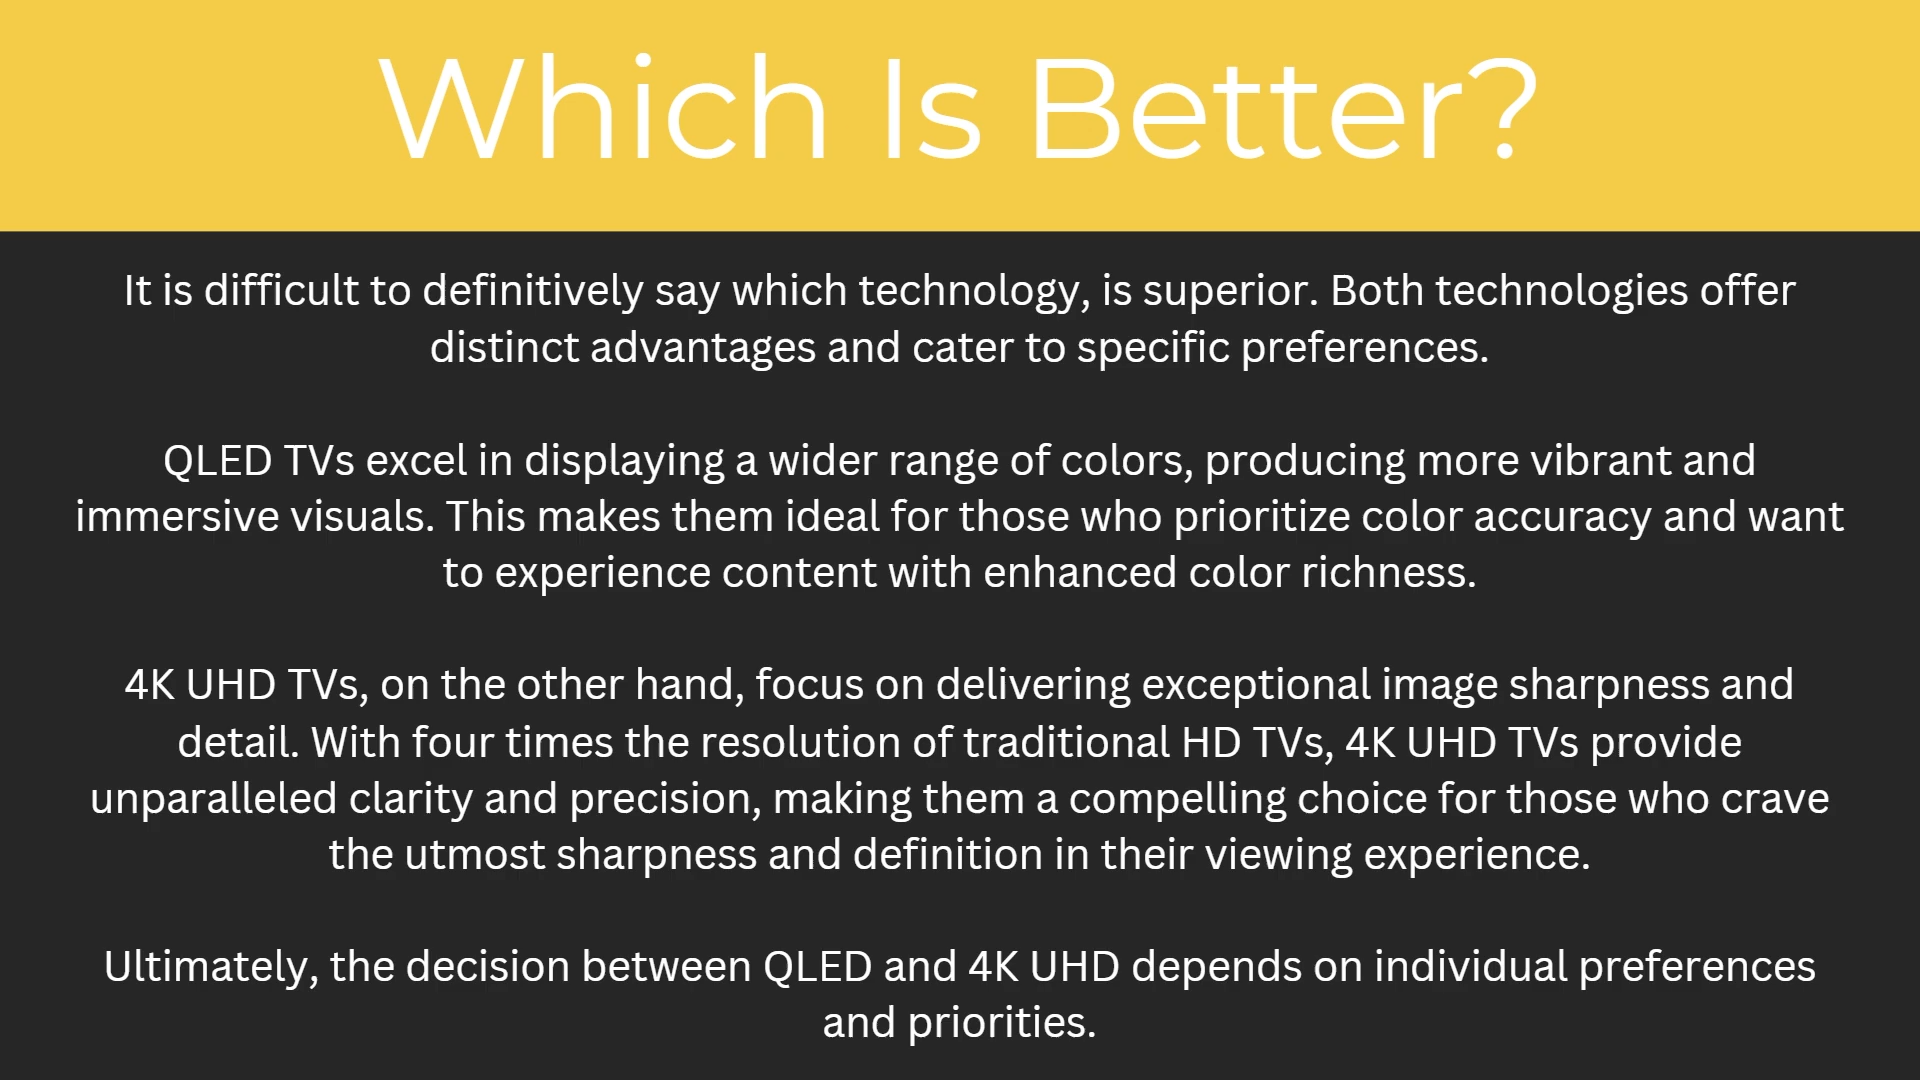 Which Is Better?
It is difficult to definitively say which technology, is superior. Both technologies offer
distinct advantages and cater to specific preferences.
QLED TVs excel in displaying a wider range of colors, producing more vibrant and
immersive visuals. This makes them ideal for those who prioritize color accuracy and want
to experience content with enhanced color richness.
4K UHD TVs, on the other hand, focus on delivering exceptional image sharpness and
detail. With four times the resolution of traditional HD TVs, 4K UHD TVs provide
unparalleled clarity and precision, making them a compelling choice for those who crave
the utmost sharpness and definition in their viewing experience.
Ultimately, the decision between QLED and 4K UHD depends on individual preferences
and priorities.